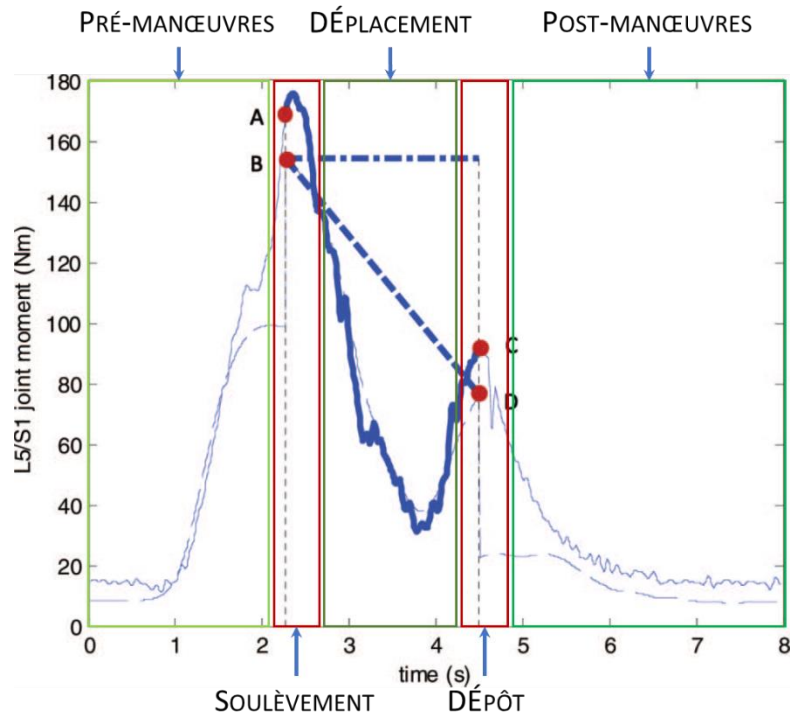 PRÉ-MANŒUVRES DÉPLACEMENT POST-MANŒUVRES
180
160
140
120
100
80
60
40
20
0
L5/S1 joint moment (Nm)
A
B
C
D
0 1 2 3 4 5 6 7 8
time (s)
SOULÈVEMENT DÉPÔT